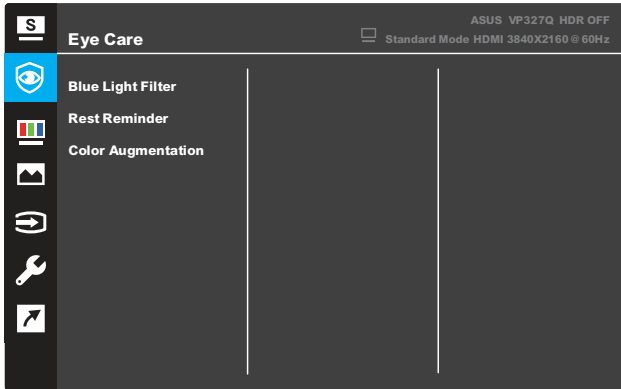 S
ASUS VP327Q HDR OFF
Eye Care
Standard Mode HDMI 3840X2160 @ 60Hz
Blue Light Filter
Rest Reminder
Color Augmentation